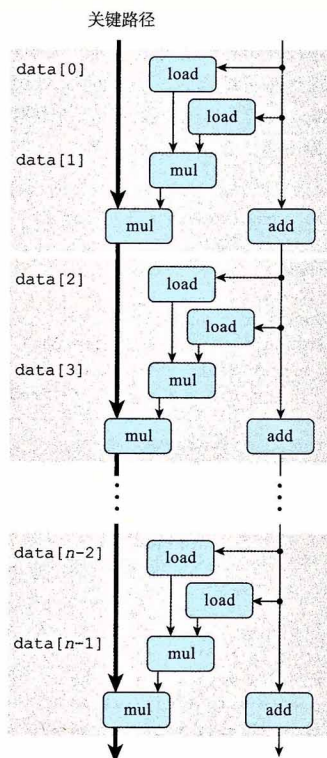 关键路径
data[0]
load
load
data[1]
mul
mul
add
data[2]
load
load
data[3]
mul
mul
add
data[n-2]
load
load
data[n-1]
mul
mul
add